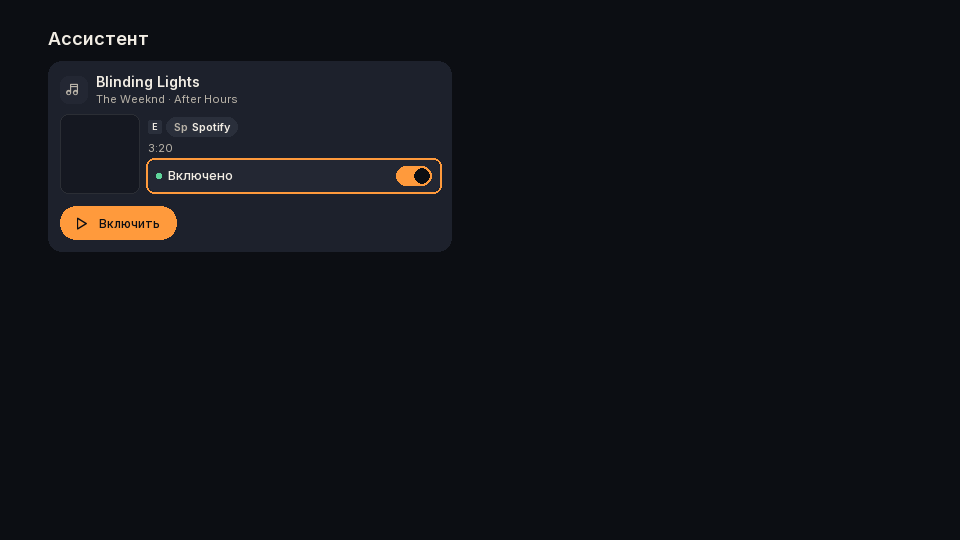 Ассистент
Blinding Lights
The Weeknd · After Hours
E Sp Spotify
3:20
Включено
Включить